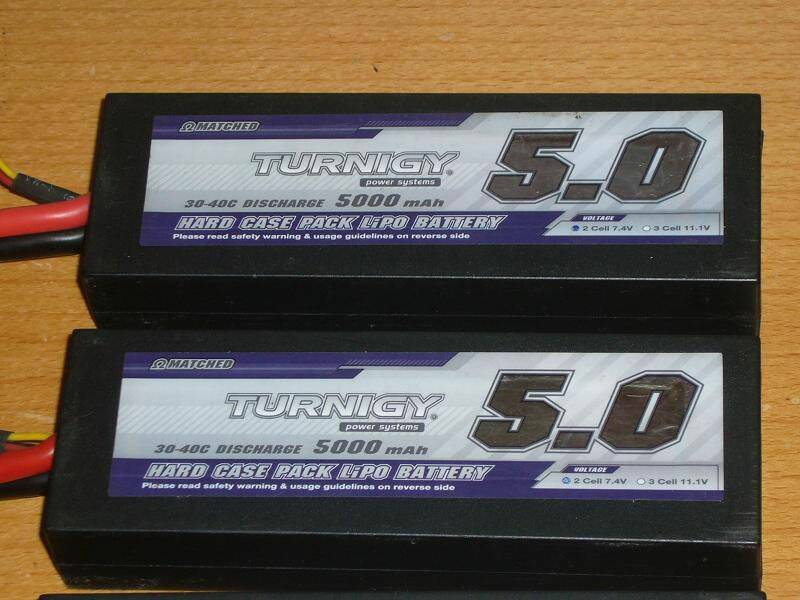 Ω MATCHED
TURNIGY®
power systems
5.0
30-40C DISCHARGE 5000 mAh
HARD CASE PACK LiPO BATTERY
VOLTAGE
2 Cell 7.4V 3 Cell 11.1V
Please read safety warning & usage guidelines on reverse side
Ω MATCHED
TURNIGY®
power systems
5.0
30-40C DISCHARGE 5000 mAh
HARD CASE PACK LiPO BATTERY
VOLTAGE
2 Cell 7.4V 3 Cell 11.1V
Please read safety warning & usage guidelines on reverse side